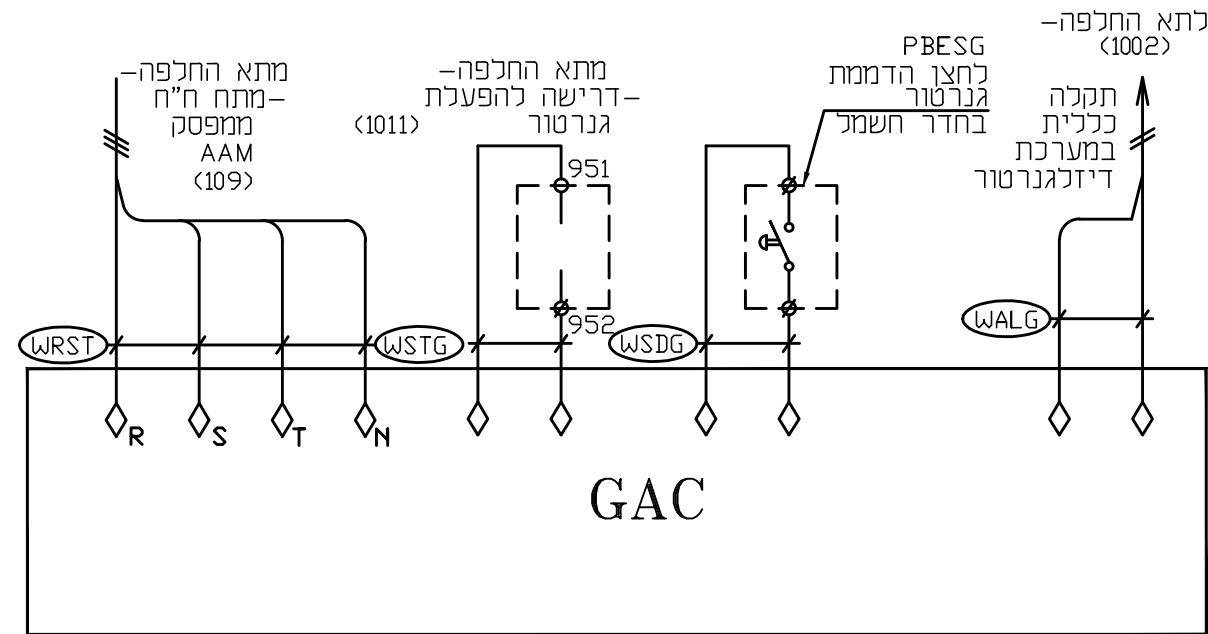 לתא החלפה-
(1002)
תקלה
כללית
במערכת
דיזלגנרטור
PBESG
לחצן הדממת
גנרטור
בחדר חשמל
מתא החלפה-
-דרישה להפעלת
גנרטור
(1011)
מתא החלפה-
-מתח ח"ח
ממפסק
AAM
(109)
951
952
WRST
WSTG
WSDG
WALG
R
S
T
N
GAC